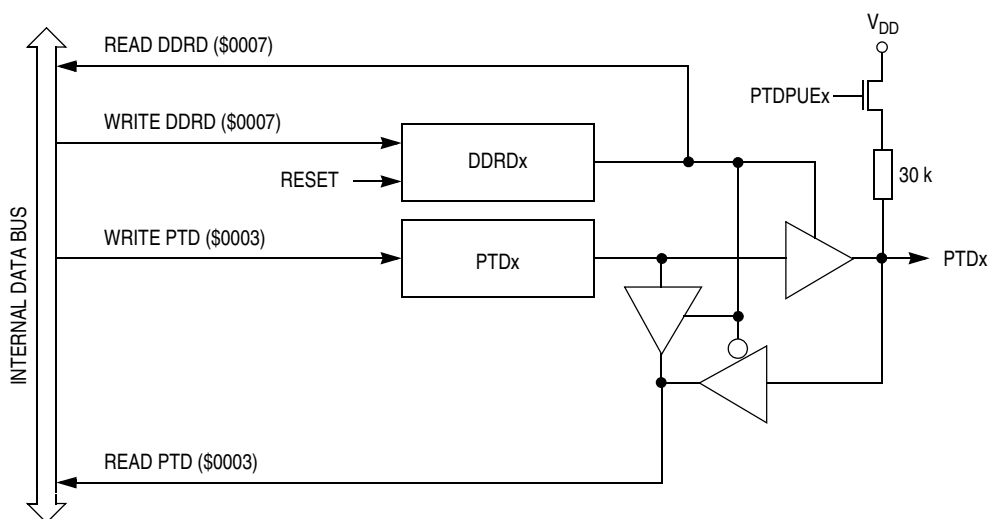 V_DD
READ DDRD ($0007)
PTDPUEx
WRITE DDRD ($0007)
DDRDx
RESET
30 k
INTERNAL DATA BUS
WRITE PTD ($0003)
PTDx
PTDx
READ PTD ($0003)